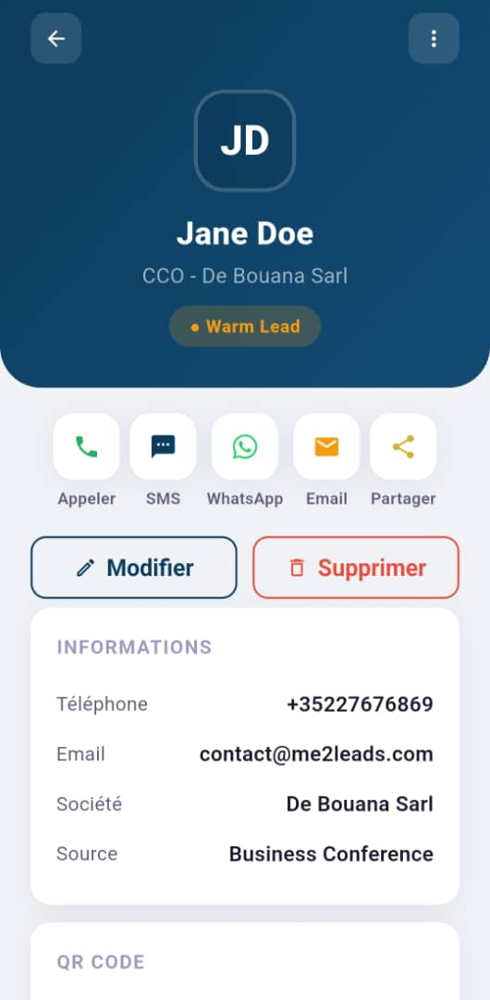 JD
Jane Doe
CCO - De Bouana Sarl
• Warm Lead
Appeler SMS WhatsApp Email Partager
Modifier Supprimer
INFORMATIONS
Téléphone +35227676869
Email contact@me2leads.com
Société De Bouana Sarl
Source Business Conference
QR CODE